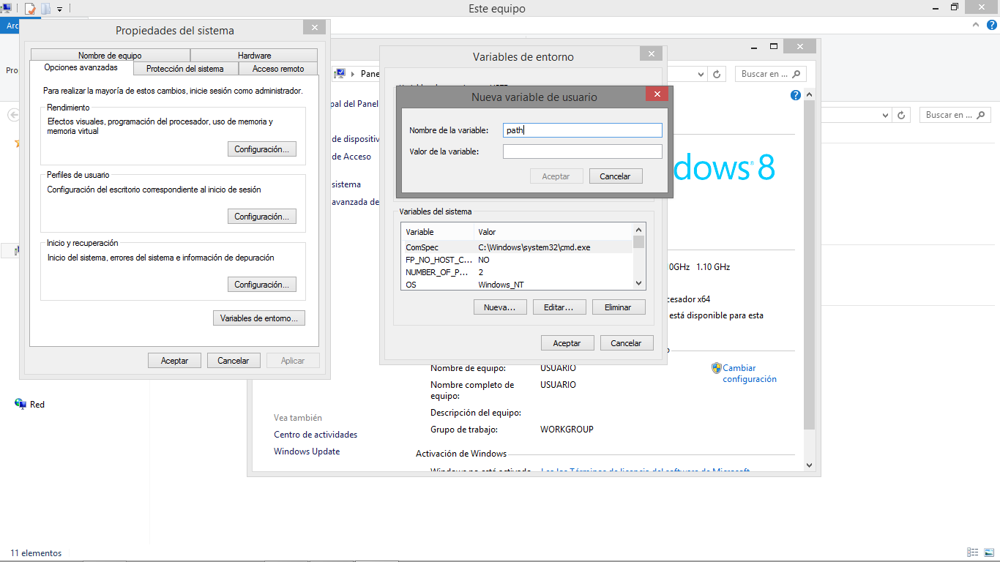 Este equipo
Arc
Propiedades del sistema
Nombre de equipo
Hardware
Opciones avanzadas
Protección del sistema
Acceso remoto
Para realizar la mayoría de estos cambios, inicie sesión como administrador.
Rendimiento
Efectos visuales, programación del procesador, uso de memoria y
memoria virtual
Configuración...
Perfiles de usuario
Configuración del escritorio correspondiente al inicio de sesión
Configuración...
Inicio y recuperación
Inicio del sistema, errores del sistema e información de depuración
Configuración...
Variables de entorno...
Aceptar
Cancelar
Aplicar
Pro
Pane
Buscar en ...
pal del Panel
de dispositiv
de Acceso
sistema
avanzada de
Variables de entorno
Nueva variable de usuario
Nombre de la variable:
path
Valor de la variable:
Aceptar
Cancelar
Variables del sistema
Variable
Valor
ComSpec
C:\Windows\system32\cmd.exe
FP_NO_HOST_C...
NO
NUMBER_OF_P...
2
OS
Windows_NT
Nueva...
Editar...
Eliminar
Aceptar
Cancelar
Buscar en ...
dows 8
0GHz 1.10 GHz
cesador x64
está disponible para esta
Nombre de equipo:
USUARIO
Nombre completo de
equipo:
USUARIO
Descripción del equipo:
Grupo de trabajo:
WORKGROUP
Cambiar
configuración
Vea también
Centro de actividades
Windows Update
Activación de Windows
Windows no está activado
Lea los Términos de licencia del software de Microsoft
Red
11 elementos